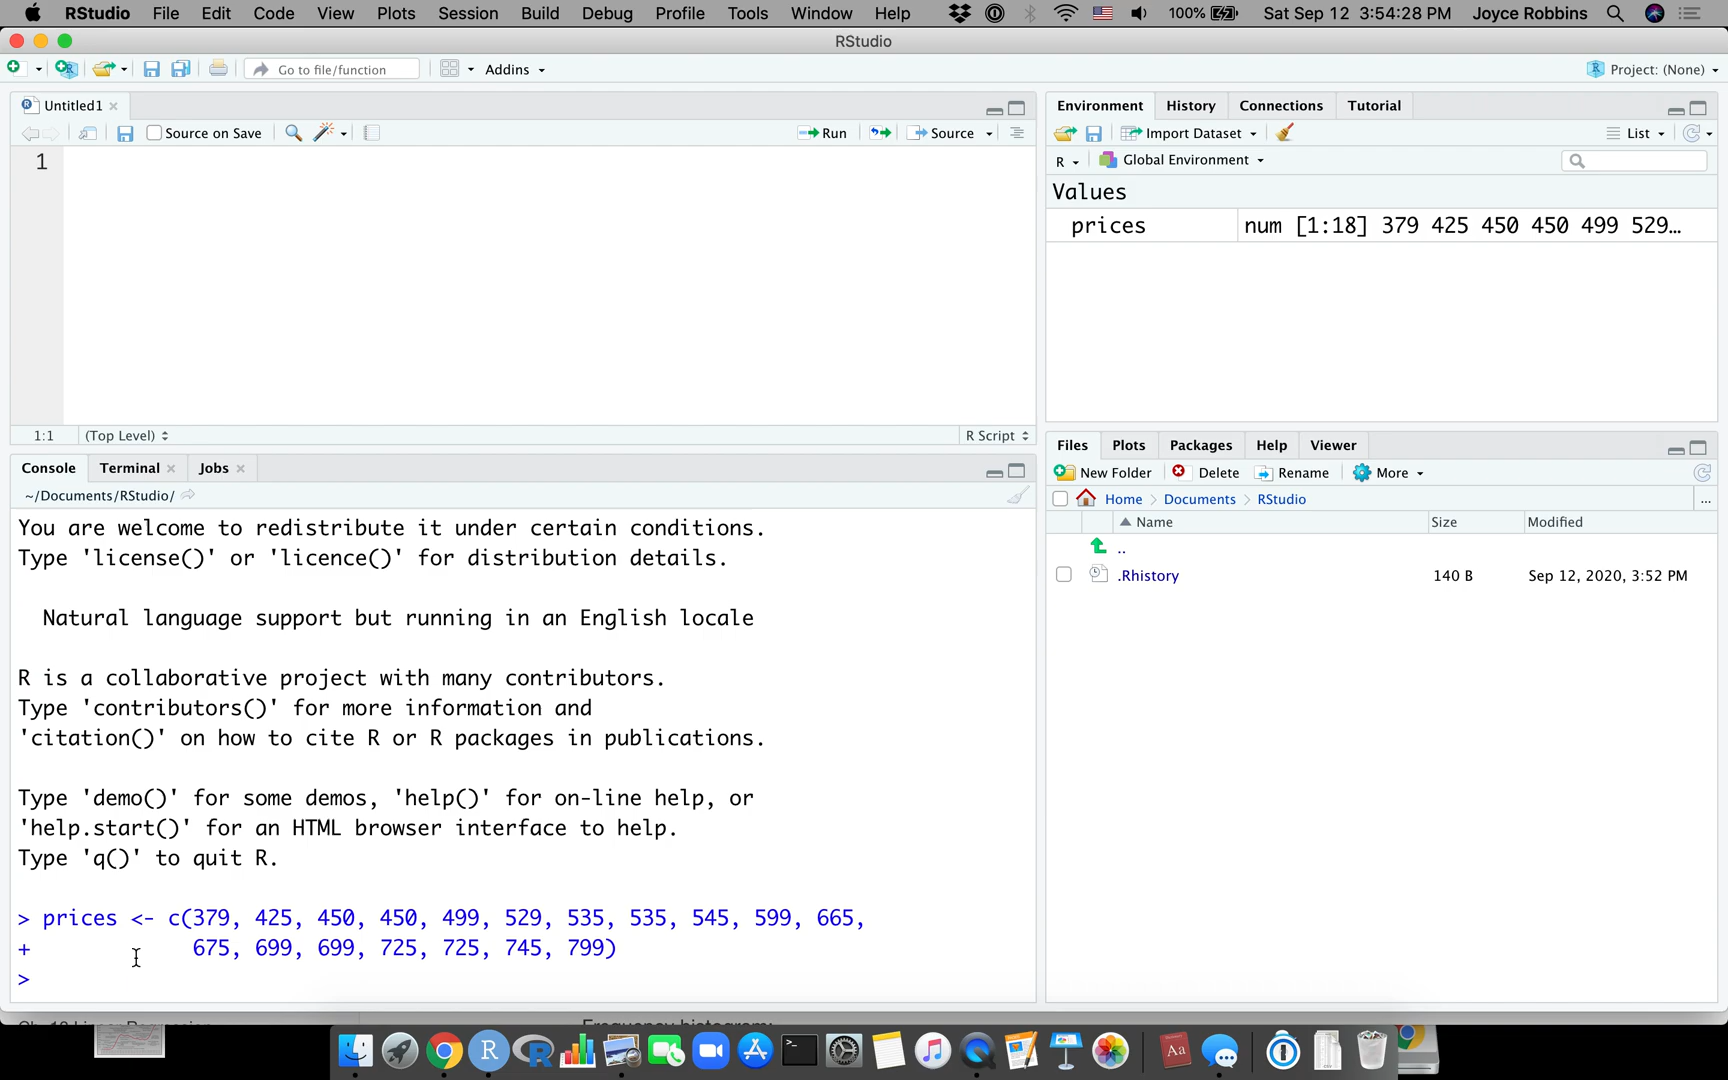 RStudio File Edit Code View Plots Session Build Debug Profile Tools Window Help 100% Sat Sep 12 3:54:28 PM Joyce Robbins
RStudio
Go to file/function Addins Project: (None)
Untitled1
Source on Save Run Source
1
1:1 (Top Level) R Script
Environment History Connections Tutorial
Import Dataset List
R Global Environment
Values
prices num [1:18] 379 425 450 450 499 529…
Console Terminal Jobs
~/Documents/RStudio/
You are welcome to redistribute it under certain conditions.
Type 'license()' or 'licence()' for distribution details.
Natural language support but running in an English locale
R is a collaborative project with many contributors.
Type 'contributors()' for more information and
'citation()' on how to cite R or R packages in publications.
Type 'demo()' for some demos, 'help()' for on-line help, or
'help.start()' for an HTML browser interface to help.
Type 'q()' to quit R.
> prices <- c(379, 425, 450, 450, 499, 529, 535, 535, 545, 599, 665,
+ 675, 699, 699, 725, 725, 745, 799)
>
Files Plots Packages Help Viewer
New Folder Delete Rename More
Home > Documents > RStudio ...
Name Size Modified
..
.Rhistory 140 B Sep 12, 2020, 3:52 PM